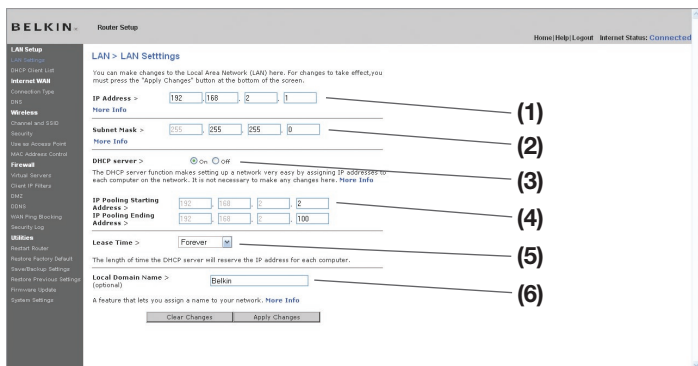 BELKIN
Router Setup
Home|Help|Logout Internet Status: Connected
LAN Setup
LAN Settings
DHCP Client List
Internet WAN
Connection Type
DNS
Wireless
Channel and SSID
Security
Use as Access Point
MAC Address Control
Firewall
Virtual Servers
Client IP Filters
DMZ
DDNS
WAN Ping Blocking
Security Log
Utilities
Restart Router
Restore Factory Default
Save/Backup Settings
Restore Previous Settings
Firmware Update
System Settings
LAN > LAN Setttings
You can make changes to the Local Area Network (LAN) here. For changes to take effect,you
must press the "Apply Changes" button at the bottom of the screen.
IP Address > 192 .168 . 2 . 1
More Info
(1)
Subnet Mask > 255 . 255 . 255 . 0
More Info
(2)
DHCP server > On Off
The DHCP server function makes setting up a network very easy by assigning IP addresses to
each computer on the network. It is not necessary to make any changes here. More Info
(3)
IP Pooling Starting
Address > 192 . 168 . 2 . 2
IP Pooling Ending
Address > 192 . 168 . 2 . 100
(4)
Lease Time > Forever
(5)
The length of time the DHCP server will reserve the IP address for each computer.
Local Domain Name > Belkin
(optional)
(6)
A feature that lets you assign a name to your network. More Info
Clear Changes Apply Changes